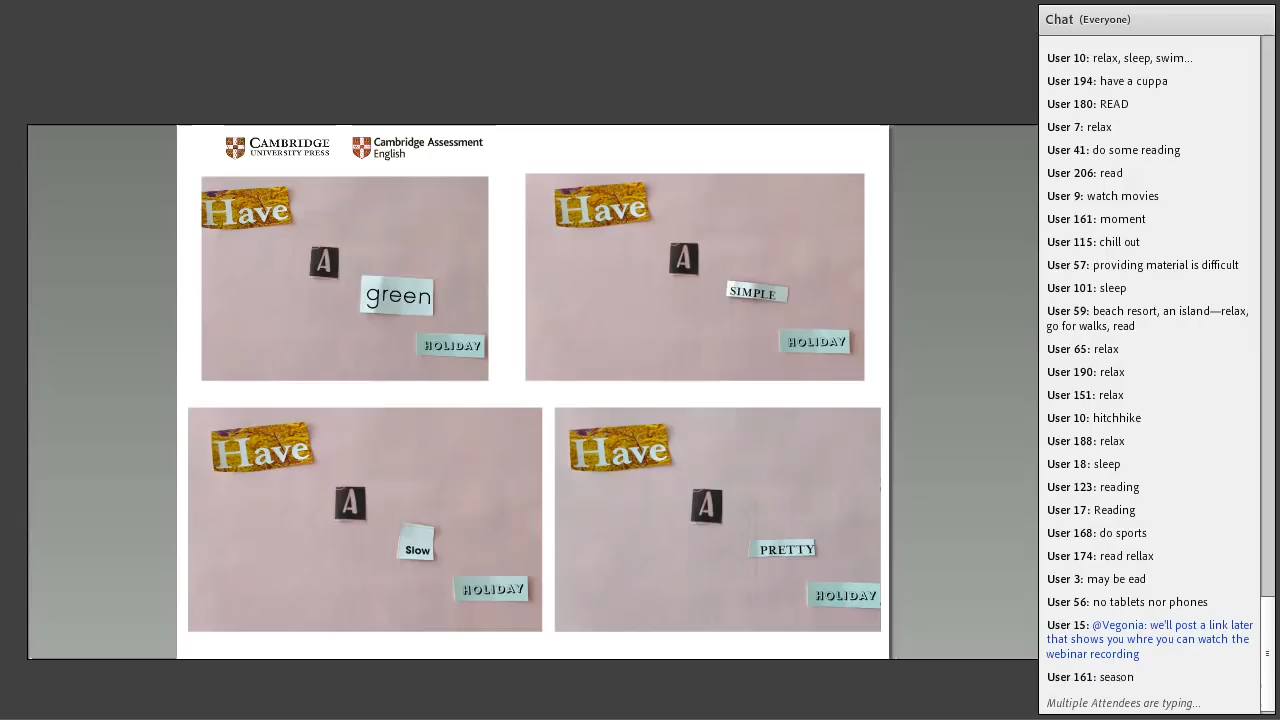 CAMBRIDGE
UNIVERSITY PRESS
Cambridge Assessment
English
Have
A
green
HOLIDAY
Have
A
SIMPLE
HOLIDAY
Have
A
Slow
HOLIDAY
Have
A
PRETTY
HOLIDAY
Chat (Everyone)
User 10: relax, sleep, swim...
User 194: have a cuppa
User 180: READ
User 7: relax
User 41: do some reading
User 206: read
User 9: watch movies
User 161: moment
User 115: chill out
User 57: providing material is difficult
User 101: sleep
User 59: beach resort, an island—relax,
go for walks, read
User 65: relax
User 190: relax
User 151: relax
User 10: hitchhike
User 188: relax
User 18: sleep
User 123: reading
User 17: Reading
User 168: do sports
User 174: read rellax
User 3: may be ead
User 56: no tablets nor phones
User 15: @Vegonia: we'll post a link later
that shows you whre you can watch the
webinar recording
User 161: season
Multiple Attendees are typing...